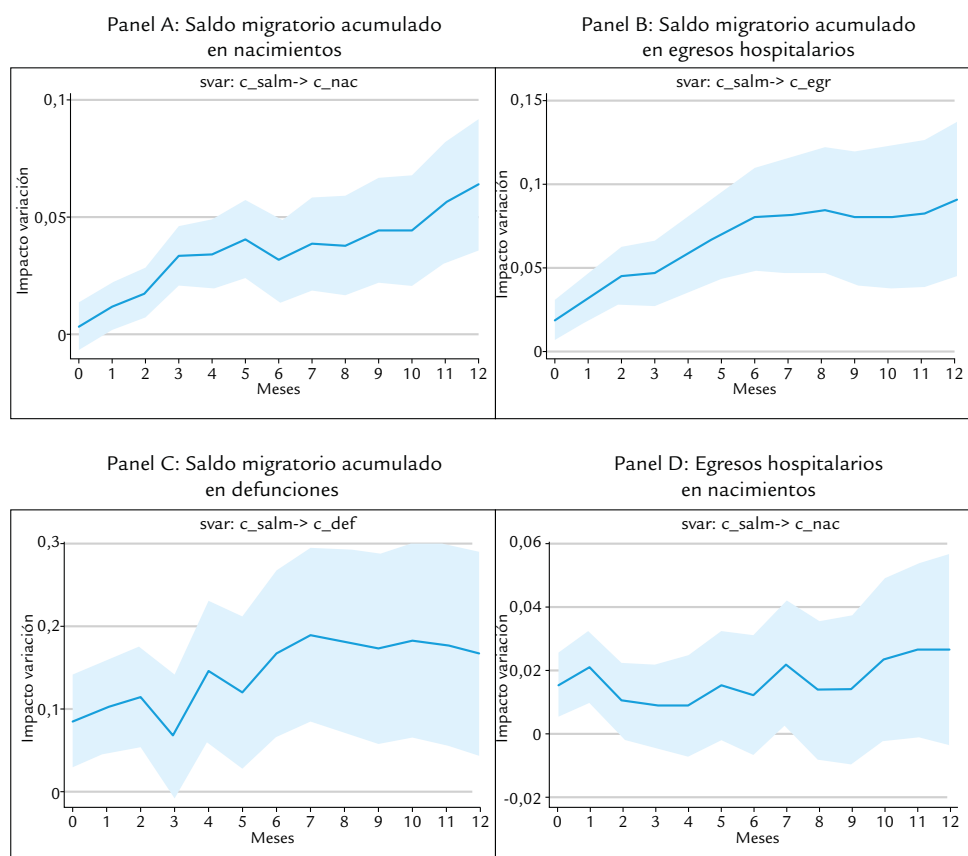 Panel A: Saldo migratorio acumulado
en nacimientos
svar: c_salm-> c_nac
0,1
0,05
0
Impacto variación
0 1 2 3 4 5 6 7 8 9 10 11 12
Meses
Panel B: Saldo migratorio acumulado
en egresos hospitalarios
svar: c_salm-> c_egr
0,15
0,1
0,05
0
Impacto variación
0 1 2 3 4 5 6 7 8 9 10 11 12
Meses
Panel C: Saldo migratorio acumulado
en defunciones
svar: c_salm-> c_def
0,3
0,2
0,1
0
Impacto variación
0 1 2 3 4 5 6 7 8 9 10 11 12
Meses
Panel D: Egresos hospitalarios
en nacimientos
svar: c_salm-> c_nac
0,06
0,04
0,02
0
-0,02
Impacto variación
0 1 2 3 4 5 6 7 8 9 10 11 12
Meses